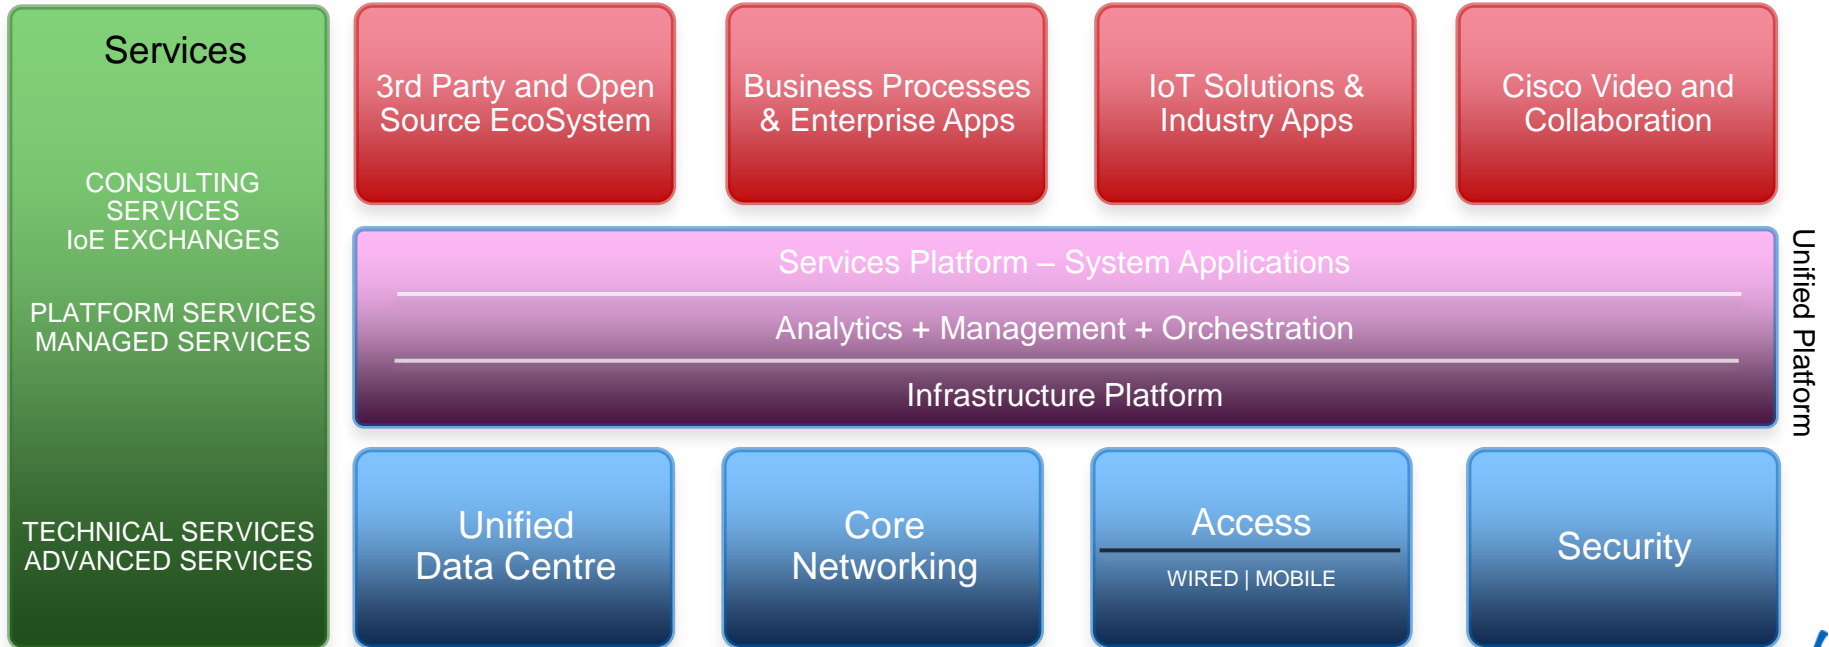 Services
CONSULTING
SERVICES
IoE EXCHANGES
PLATFORM SERVICES
MANAGED SERVICES
TECHNICAL SERVICES
ADVANCED SERVICES
3rd Party and Open
Source EcoSystem
Business Processes
& Enterprise Apps
IoT Solutions &
Industry Apps
Cisco Video and
Collaboration
Services Platform – System Applications
Analytics + Management + Orchestration
Infrastructure Platform
Unified Platform
Unified
Data Centre
Core
Networking
Access
WIRED | MOBILE
Security